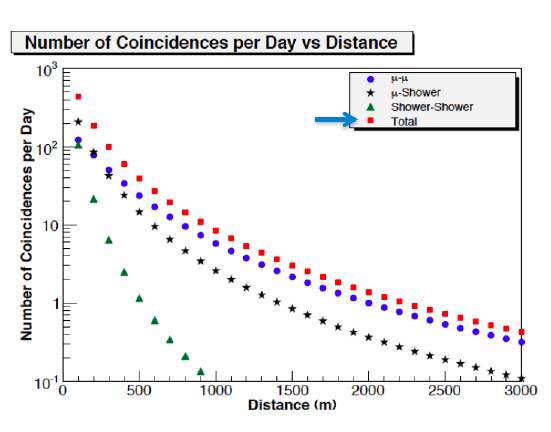 Number of Coincidences per Day vs Distance
Number of Coincidences per Day
10³
10²
10
1
10⁻¹
μ-μ
μ-Shower
Shower-Shower
Total
0 500 1000 1500 2000 2500 3000
Distance (m)